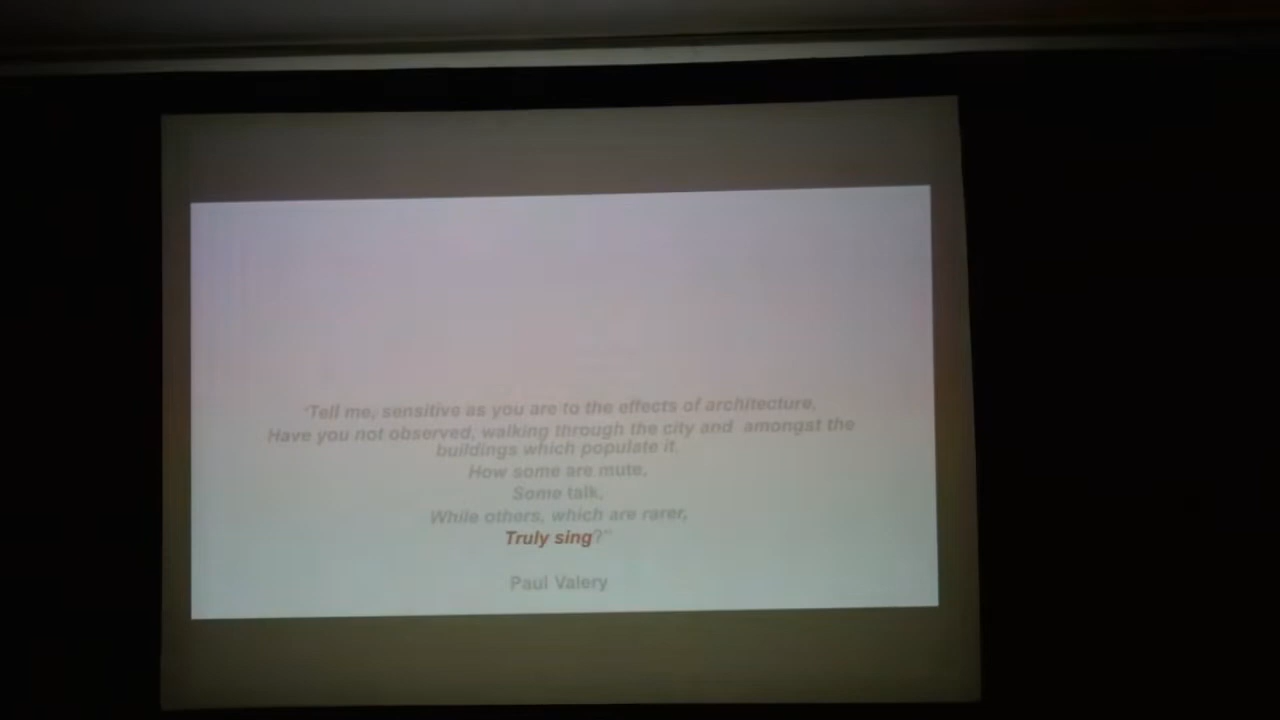 "Tell me, sensitive as you are to the effects of architecture,
Have you not observed, walking through the city and amongst the
buildings which populate it,
How some are mute,
Some talk,
While others, which are rarer,
Truly sing?"
Paul Valery